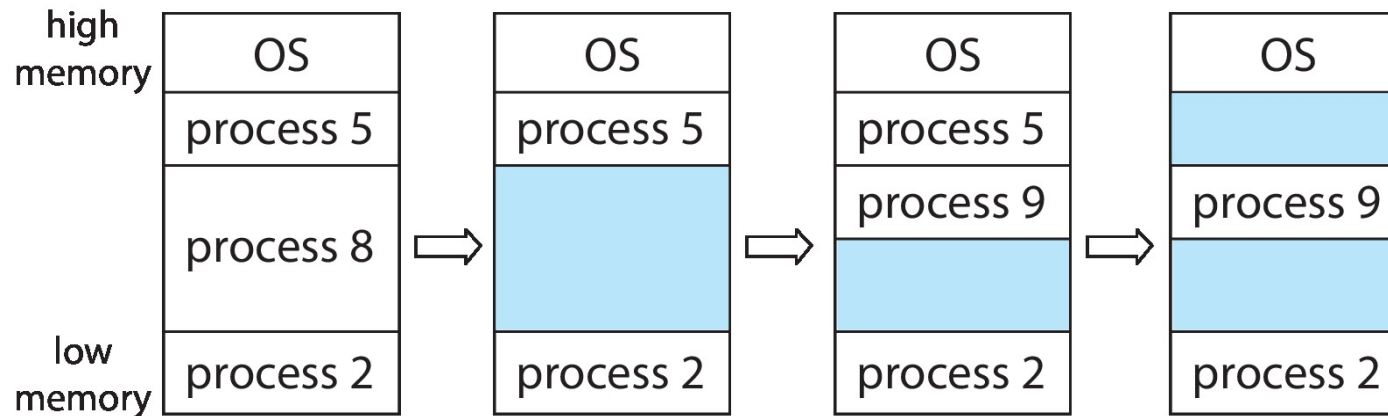 high
memory
OS
process 5
process 8
low
memory
process 2
OS
process 5
process 2
OS
process 5
process 9
process 2
OS
process 9
process 2